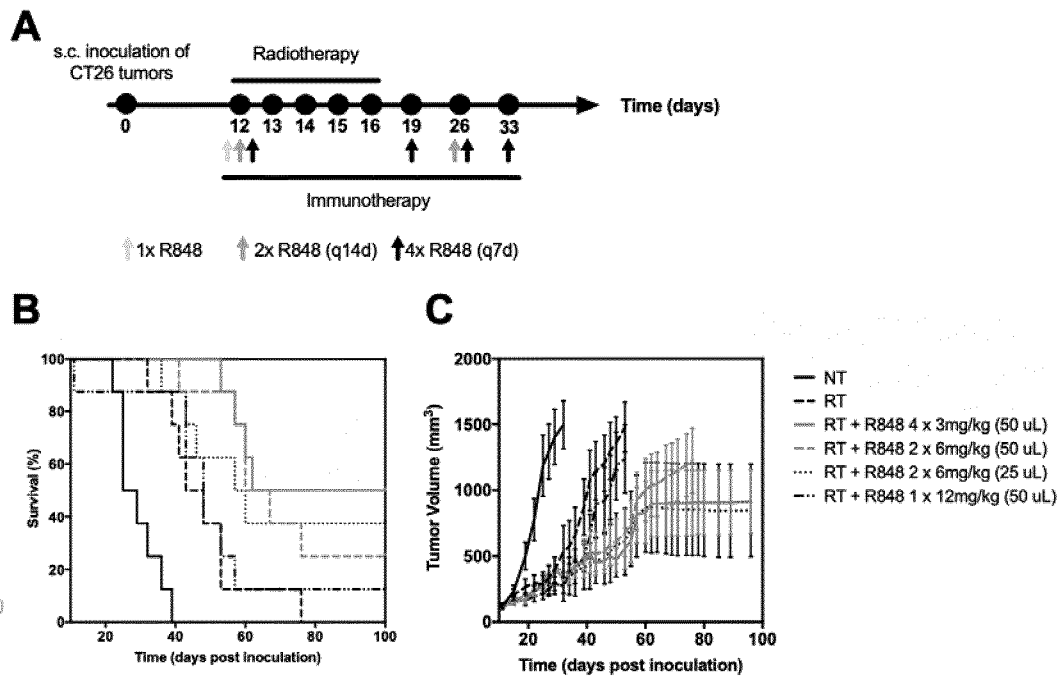 A
s.c. inoculation of
CT26 tumors
Radiotherapy
Time (days)
0 12 13 14 15 16 19 26 33
Immunotherapy
1x R848 2x R848 (q14d) 4x R848 (q7d)
B
100
80
60
40
20
0
Survival (%)
20 40 60 80 100
Time (days post inoculation)
C
2000
1500
1000
500
0
Tumor Volume (mm³)
20 40 60 80 100
Time (days post inoculation)
NT
RT
RT + R848 4 x 3mg/kg (50 uL)
RT + R848 2 x 6mg/kg (50 uL)
RT + R848 2 x 6mg/kg (25 uL)
RT + R848 1 x 12mg/kg (50 uL)